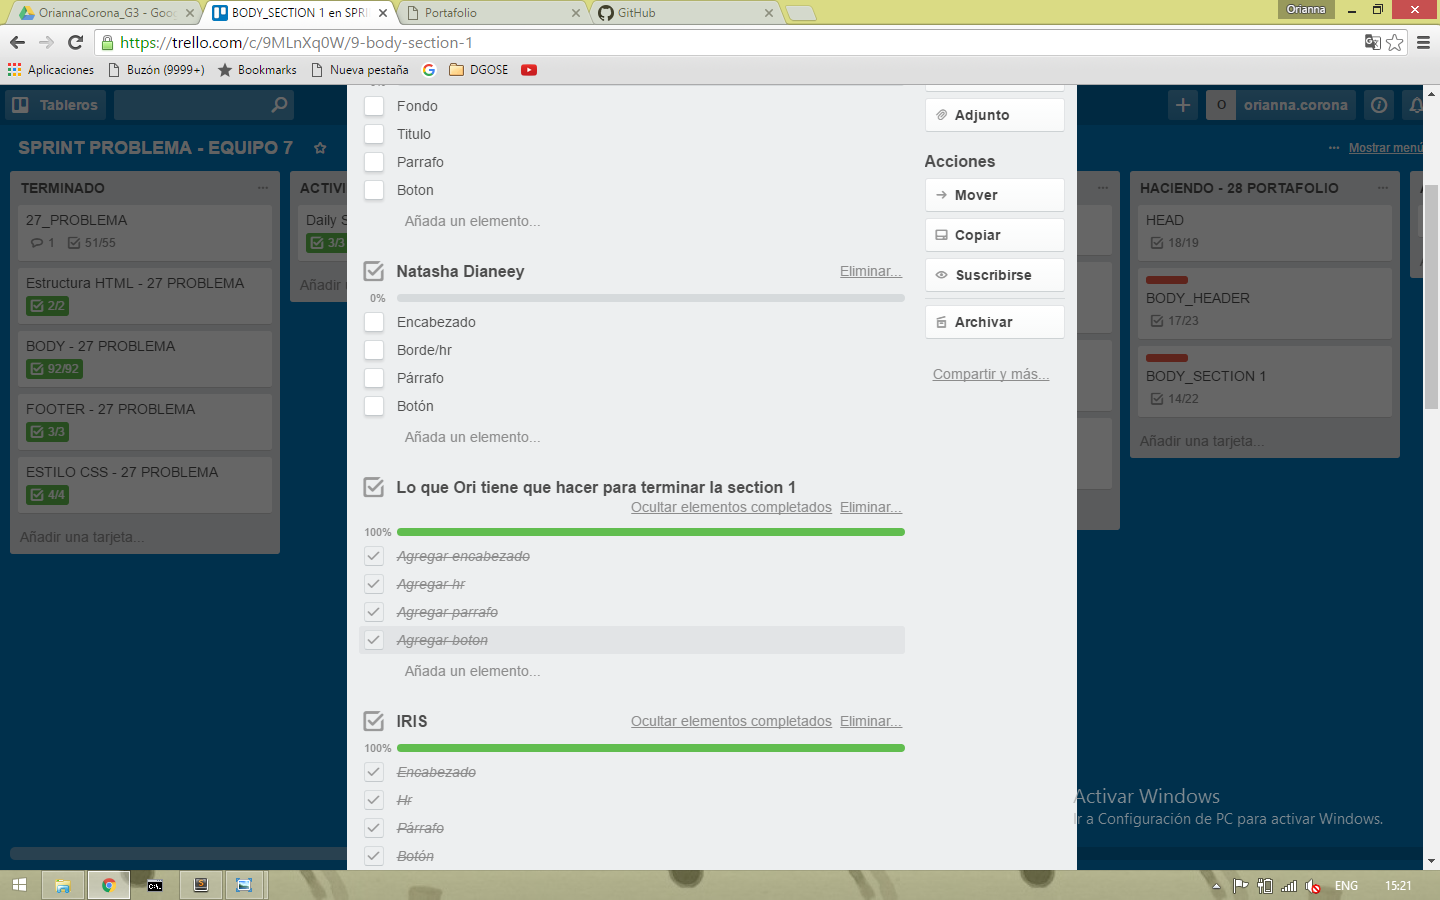 OriannaCorona_G3 - Goo
BODY_SECTION 1 en SPRI
Portafolio
GitHub
Orianna
https://trello.com/c/9MLnXq0W/9-body-section-1
Aplicaciones
Buzón (9999+)
Bookmarks
Nueva pestaña
DGOSE
Tableros
O
orianna.corona
SPRINT PROBLEMA - EQUIPO 7
Mostrar menú
TERMINADO
27_PROBLEMA
1
51/55
Estructura HTML - 27 PROBLEMA
2/2
BODY - 27 PROBLEMA
92/92
FOOTER - 27 PROBLEMA
3/3
ESTILO CSS - 27 PROBLEMA
4/4
Añadir una tarjeta...
ACTIVI
Daily S
3/3
Añadir u
0%
Fondo
Titulo
Parrafo
Boton
Añada un elemento...
Natasha Dianeey
Eliminar...
0%
Encabezado
Borde/hr
Párrafo
Botón
Añada un elemento...
Lo que Ori tiene que hacer para terminar la section 1
Ocultar elementos completados
Eliminar...
100%
Agregar encabezado
Agregar hr
Agregar parrafo
Agregar boton
Añada un elemento...
IRIS
Ocultar elementos completados
Eliminar...
100%
Encabezado
Hr
Párrafo
Botón
Adjunto
Acciones
Mover
Copiar
Suscribirse
Archivar
Compartir y más...
HACIENDO - 28 PORTAFOLIO
HEAD
18/19
BODY_HEADER
17/23
BODY_SECTION 1
14/22
Añadir una tarjeta...
Activar Windows
Ir a Configuración de PC para activar Windows.
ENG
15:21